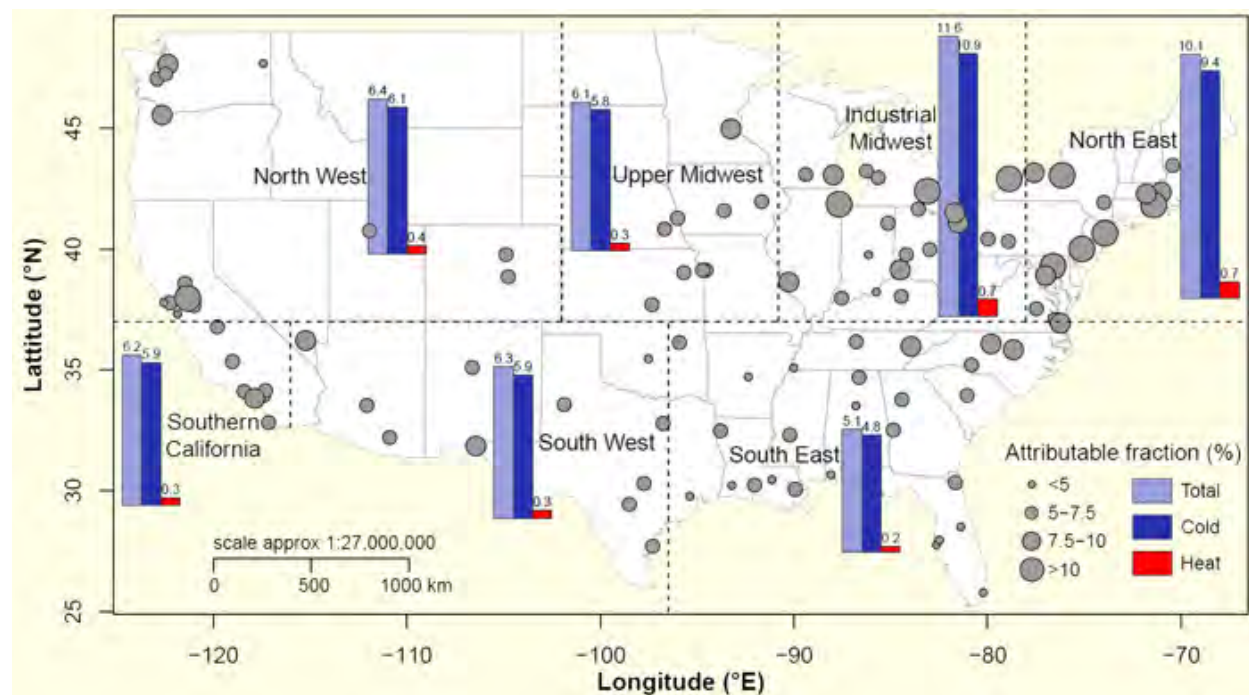 11.6
10.9
10.1
9.4
6.4
6.1
6.1
5.8
Industrial
Midwest
North East
North West
Upper Midwest
0.4
0.3
0.7
0.7
6.2
5.9
6.3
5.9
5.1
4.8
Southern
California
South West
South East
0.3
0.3
0.2
Attributable fraction (%)
<5
5−7.5
7.5−10
>10
Total
Cold
Heat
scale approx 1:27,000,000
0 500 1000 km
45
40
35
30
25
Lattitude (°N)
−120 −110 −100 −90 −80 −70
Longitude (°E)